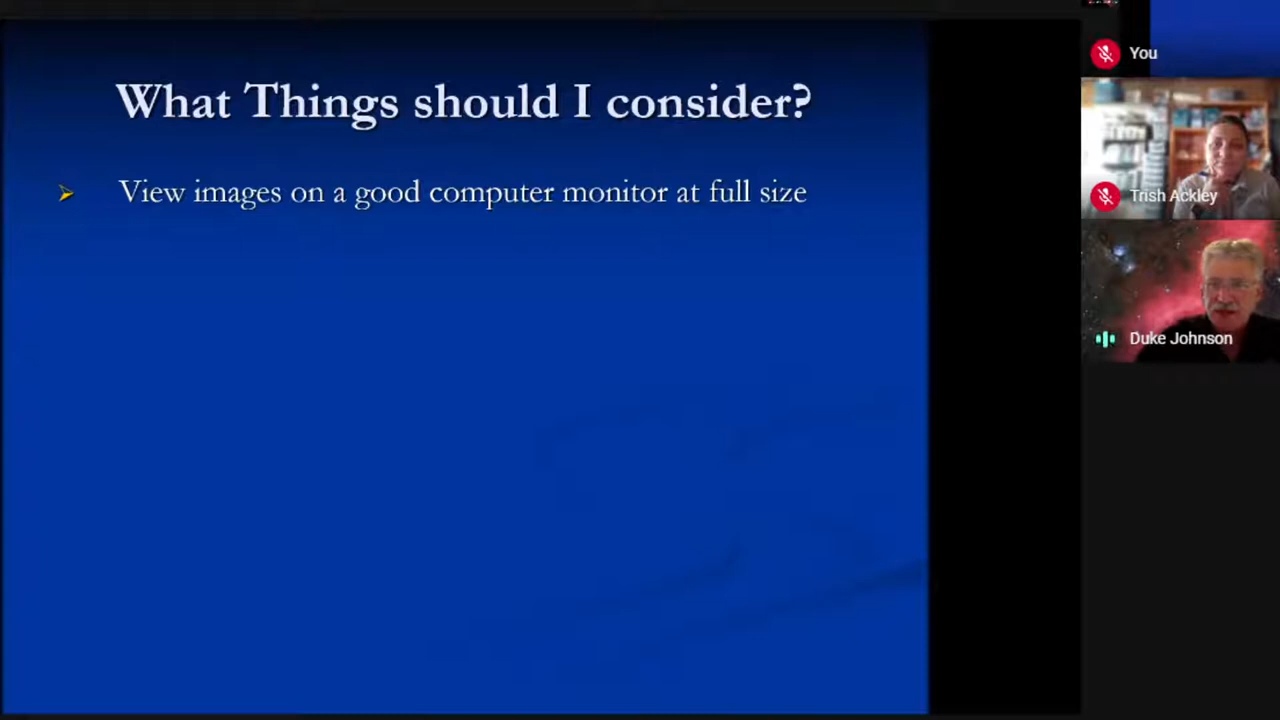 What Things should I consider?
View images on a good computer monitor at full size
You
Trish Ackley
Duke Johnson